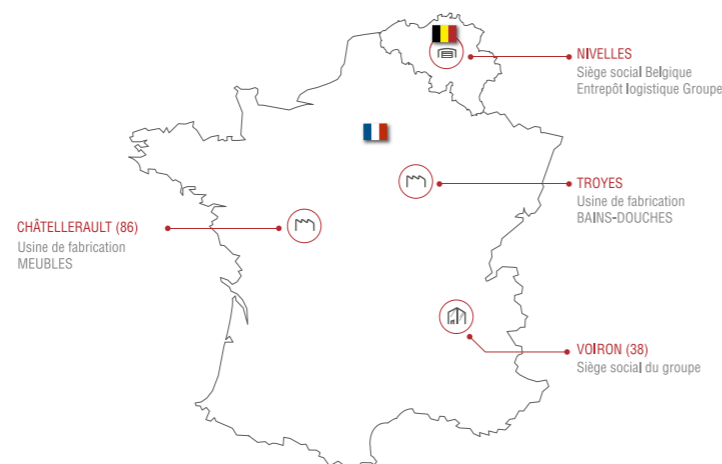 NIVELLES
Siège social Belgique
Entrepôt logistique Groupe
TROYES
Usine de fabrication
BAINS-DOUCHES
CHÂTELLERAULT (86)
Usine de fabrication
MEUBLES
VOIRON (38)
Siège social du groupe